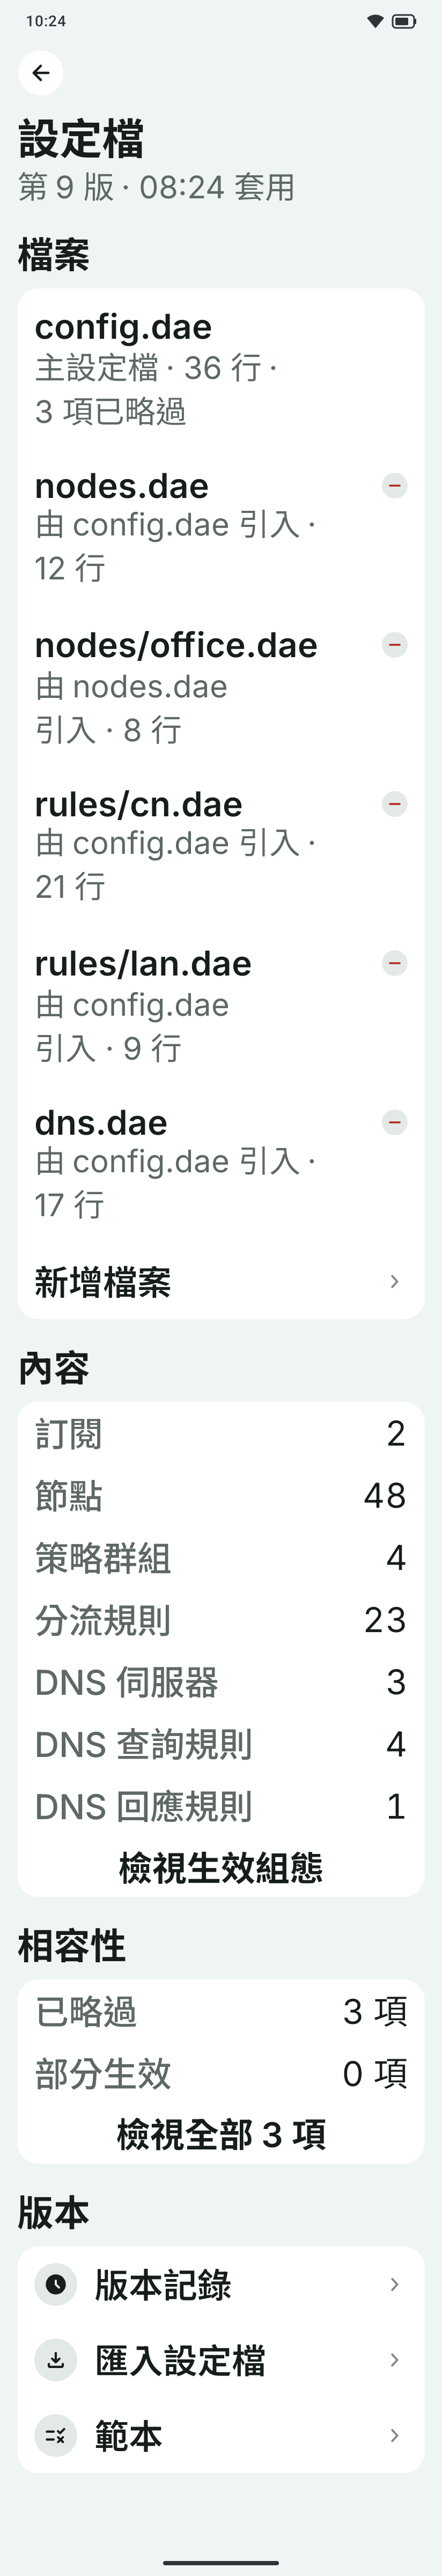 10:24
設定檔
第 9 版 · 08:24 套用
檔案
config.dae
主設定檔 · 36 行 ·
3 項已略過
nodes.dae
由 config.dae 引入 ·
12 行
nodes/office.dae
由 nodes.dae
引入 · 8 行
rules/cn.dae
由 config.dae 引入 ·
21 行
rules/lan.dae
由 config.dae
引入 · 9 行
dns.dae
由 config.dae 引入 ·
17 行
新增檔案
內容
訂閱 2
節點 48
策略群組 4
分流規則 23
DNS 伺服器 3
DNS 查詢規則 4
DNS 回應規則 1
檢視生效組態
相容性
已略過 3 項
部分生效 0 項
檢視全部 3 項
版本
版本記錄
匯入設定檔
範本